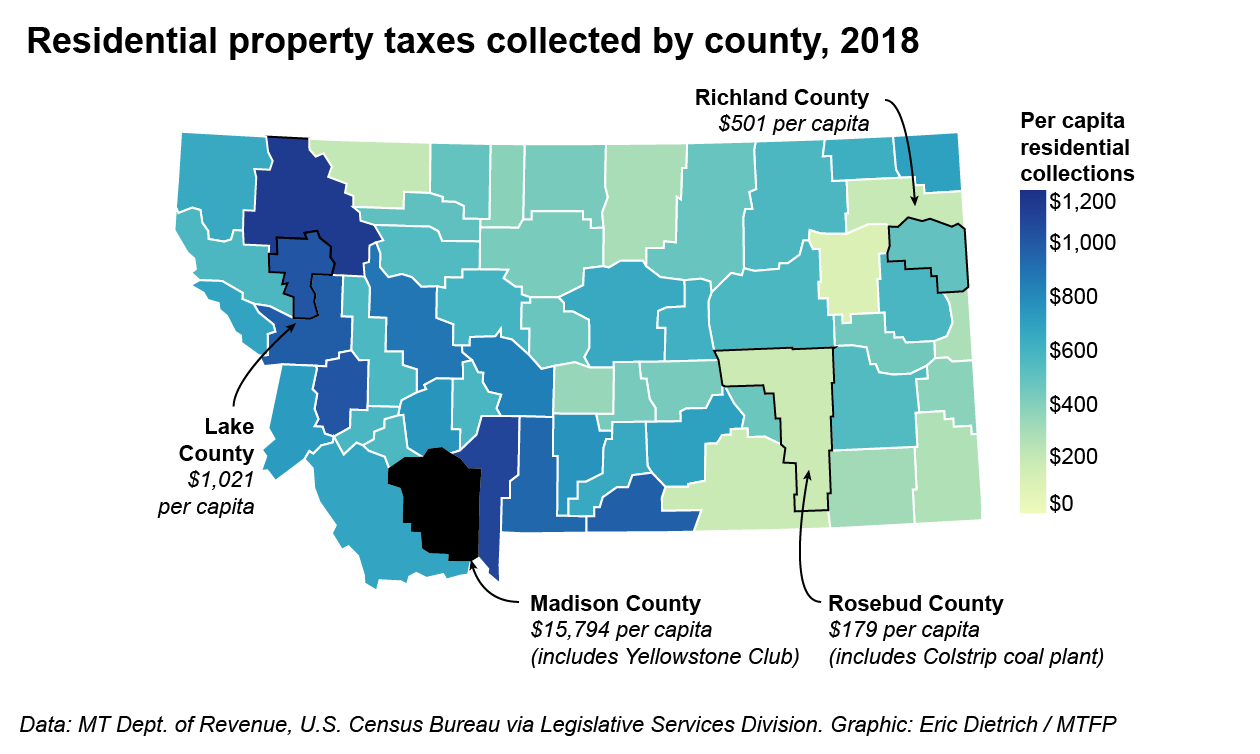 Residential property taxes collected by county, 2018
Richland County
$501 per capita
Per capita
residential
collections
$1,200
$1,000
$800
$600
$400
$200
$0
Lake
County
$1,021
per capita
Madison County
$15,794 per capita
(includes Yellowstone Club)
Rosebud County
$179 per capita
(includes Colstrip coal plant)
Data: MT Dept. of Revenue, U.S. Census Bureau via Legislative Services Division. Graphic: Eric Dietrich / MTFP